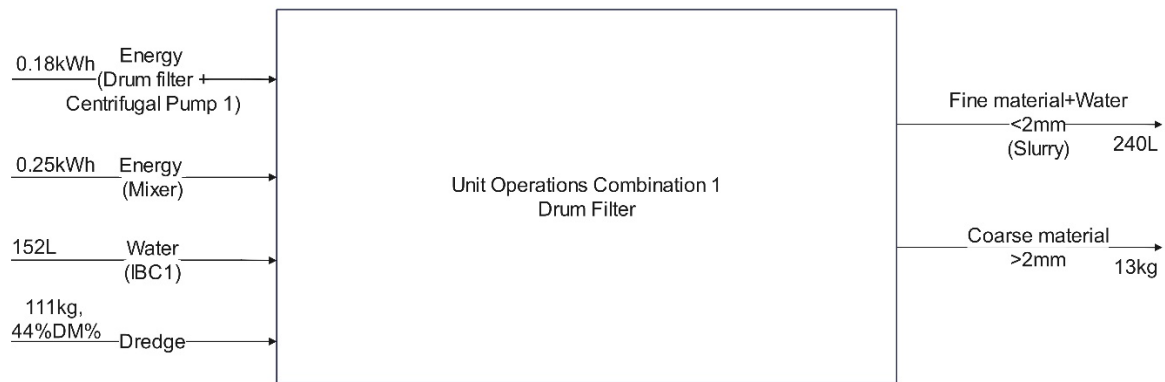 0.18kWh Energy
(Drum filter +
Centrifugal Pump 1)
0.25kWh Energy
(Mixer)
152L Water
(IBC1)
111kg,
44%DM% Dredge
Unit Operations Combination 1
Drum Filter
Fine material+Water
<2mm
(Slurry) 240L
Coarse material
>2mm 13kg